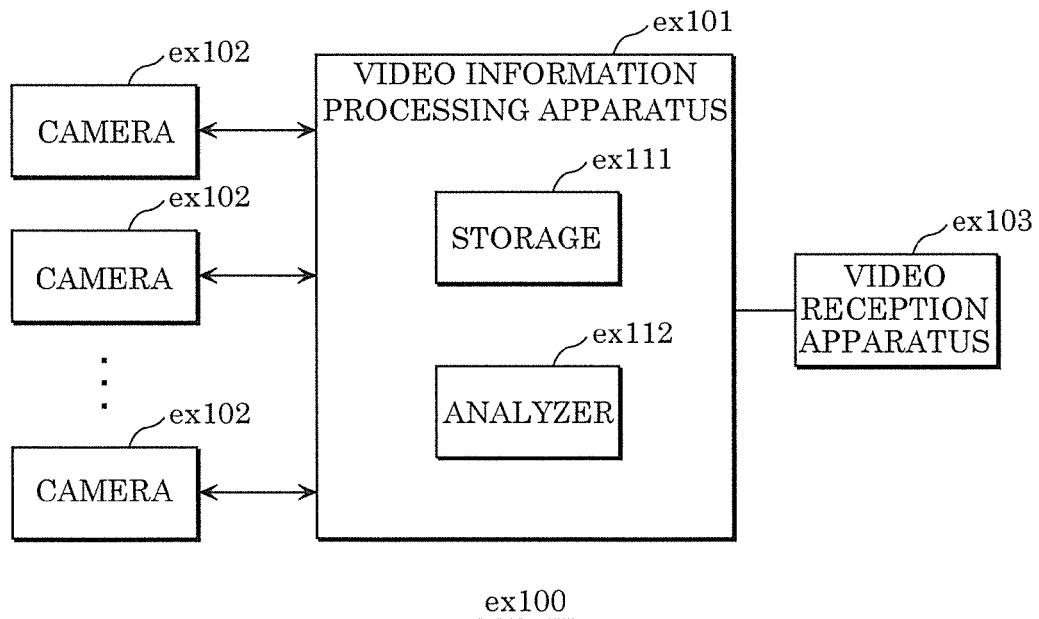 ex101
ex102
VIDEO INFORMATION
PROCESSING APPARATUS
CAMERA
ex111
ex102
STORAGE
ex103
CAMERA
VIDEO
RECEPTION
APPARATUS
ex112
ANALYZER
ex102
CAMERA
ex100